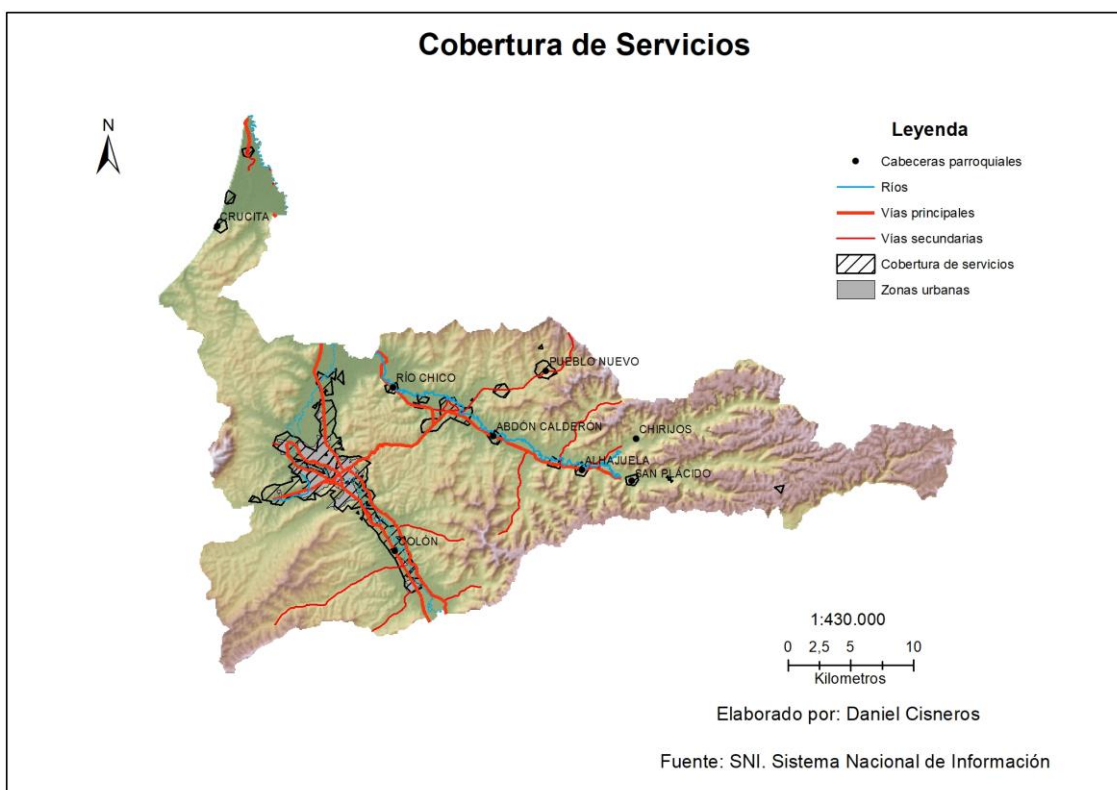 Cobertura de Servicios
N
Leyenda
Cabeceras parroquiales
Ríos
Vías principales
Vías secundarias
Cobertura de servicios
Zonas urbanas
CRUCITA
PUEBLO NUEVO
RÍO CHICO
ABDÓN CALDERÓN
CHIRIJOS
ALHAJUELA
SAN PLÁCIDO
COLÓN
1:430.000
0 2,5 5 10
Kilometros
Elaborado por: Daniel Cisneros
Fuente: SNI. Sistema Nacional de Información